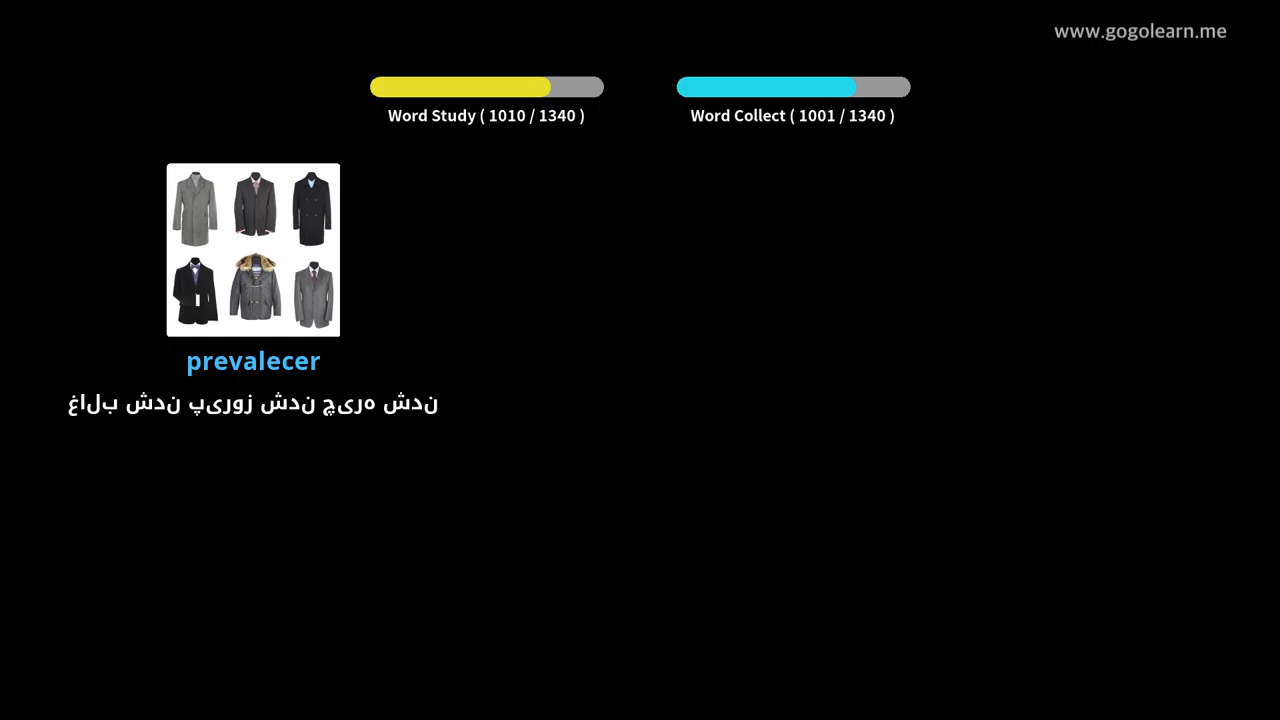 www.gogolearn.me
Word Study ( 1010 / 1340 )
Word Collect ( 1001 / 1340 )
prevalecer
غالب شدن پیروز شدن چیره شدن